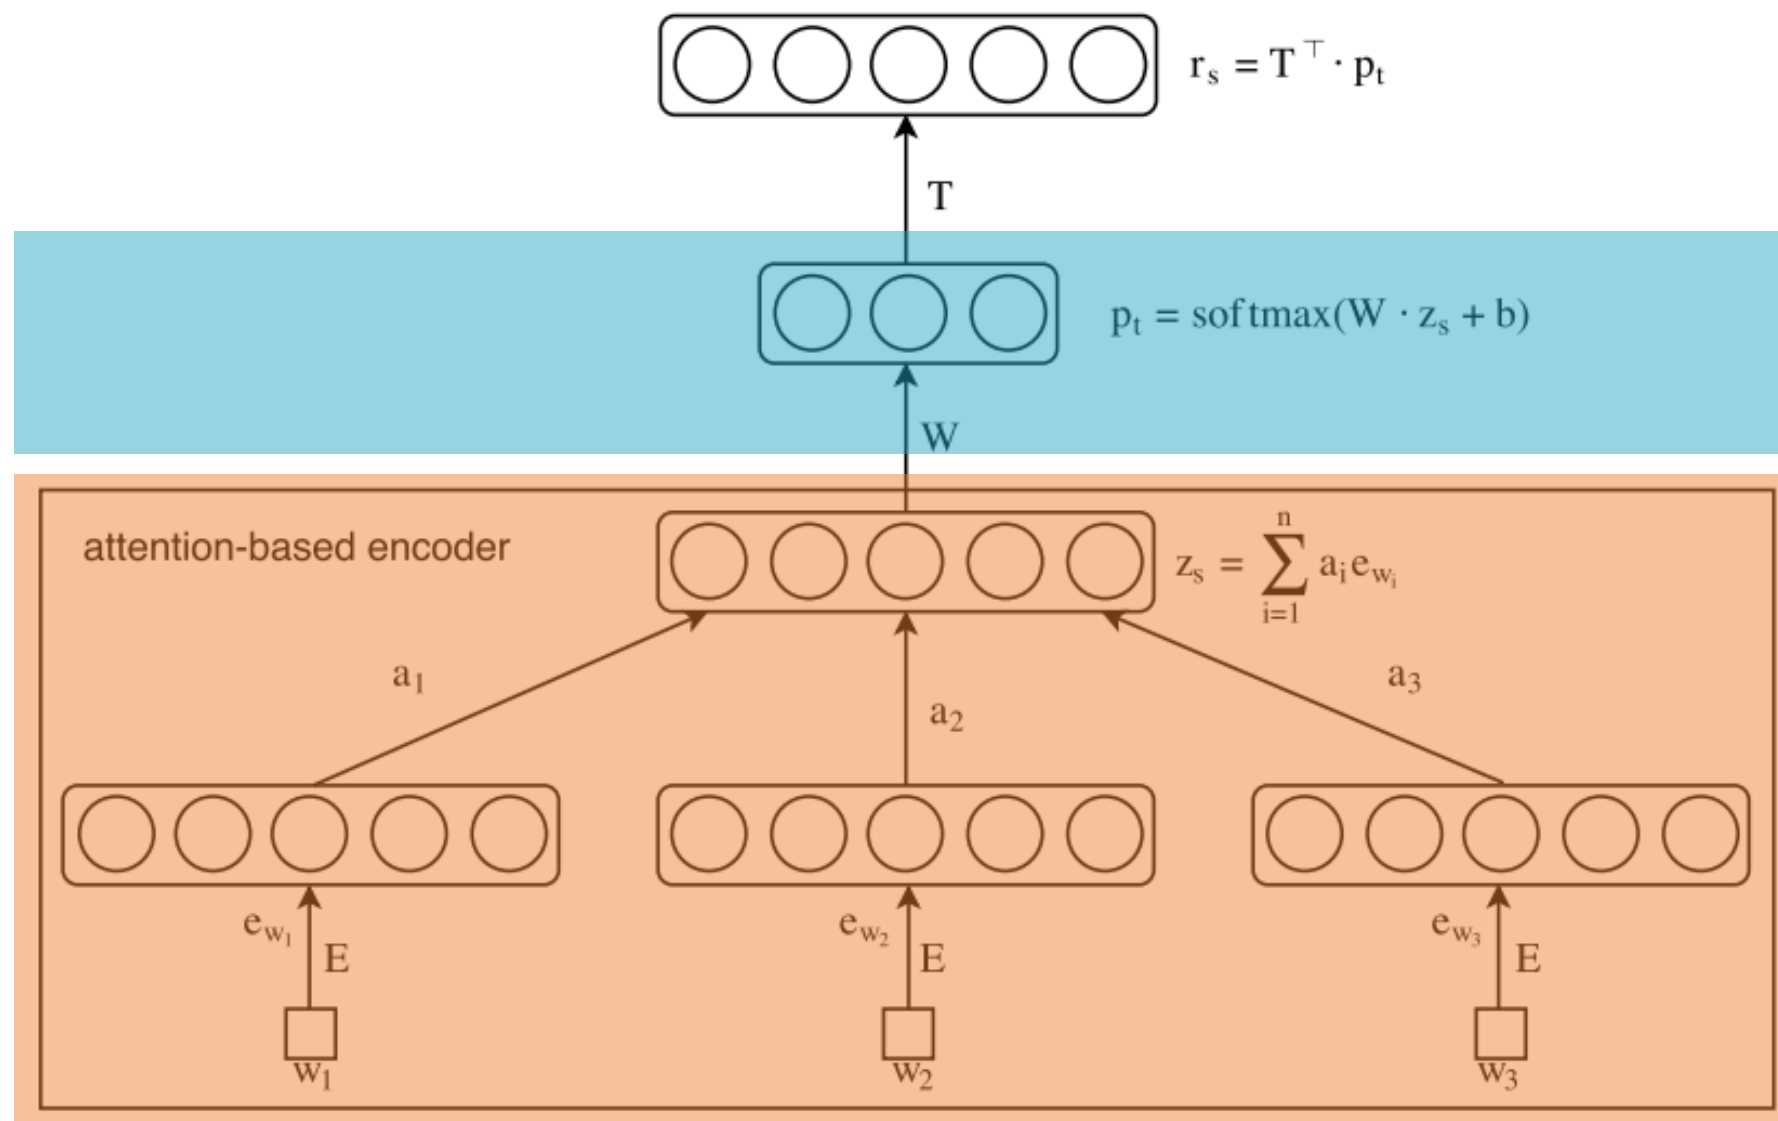 r_s = T^⊤ · p_t
T
p_t = softmax(W · z_s + b)
W
attention-based encoder
z_s = ∑_{i=1}^{n} a_i e_{w_i}
a_1
a_2
a_3
e_{w_1}
E
e_{w_2}
E
e_{w_3}
E
w_1
w_2
w_3